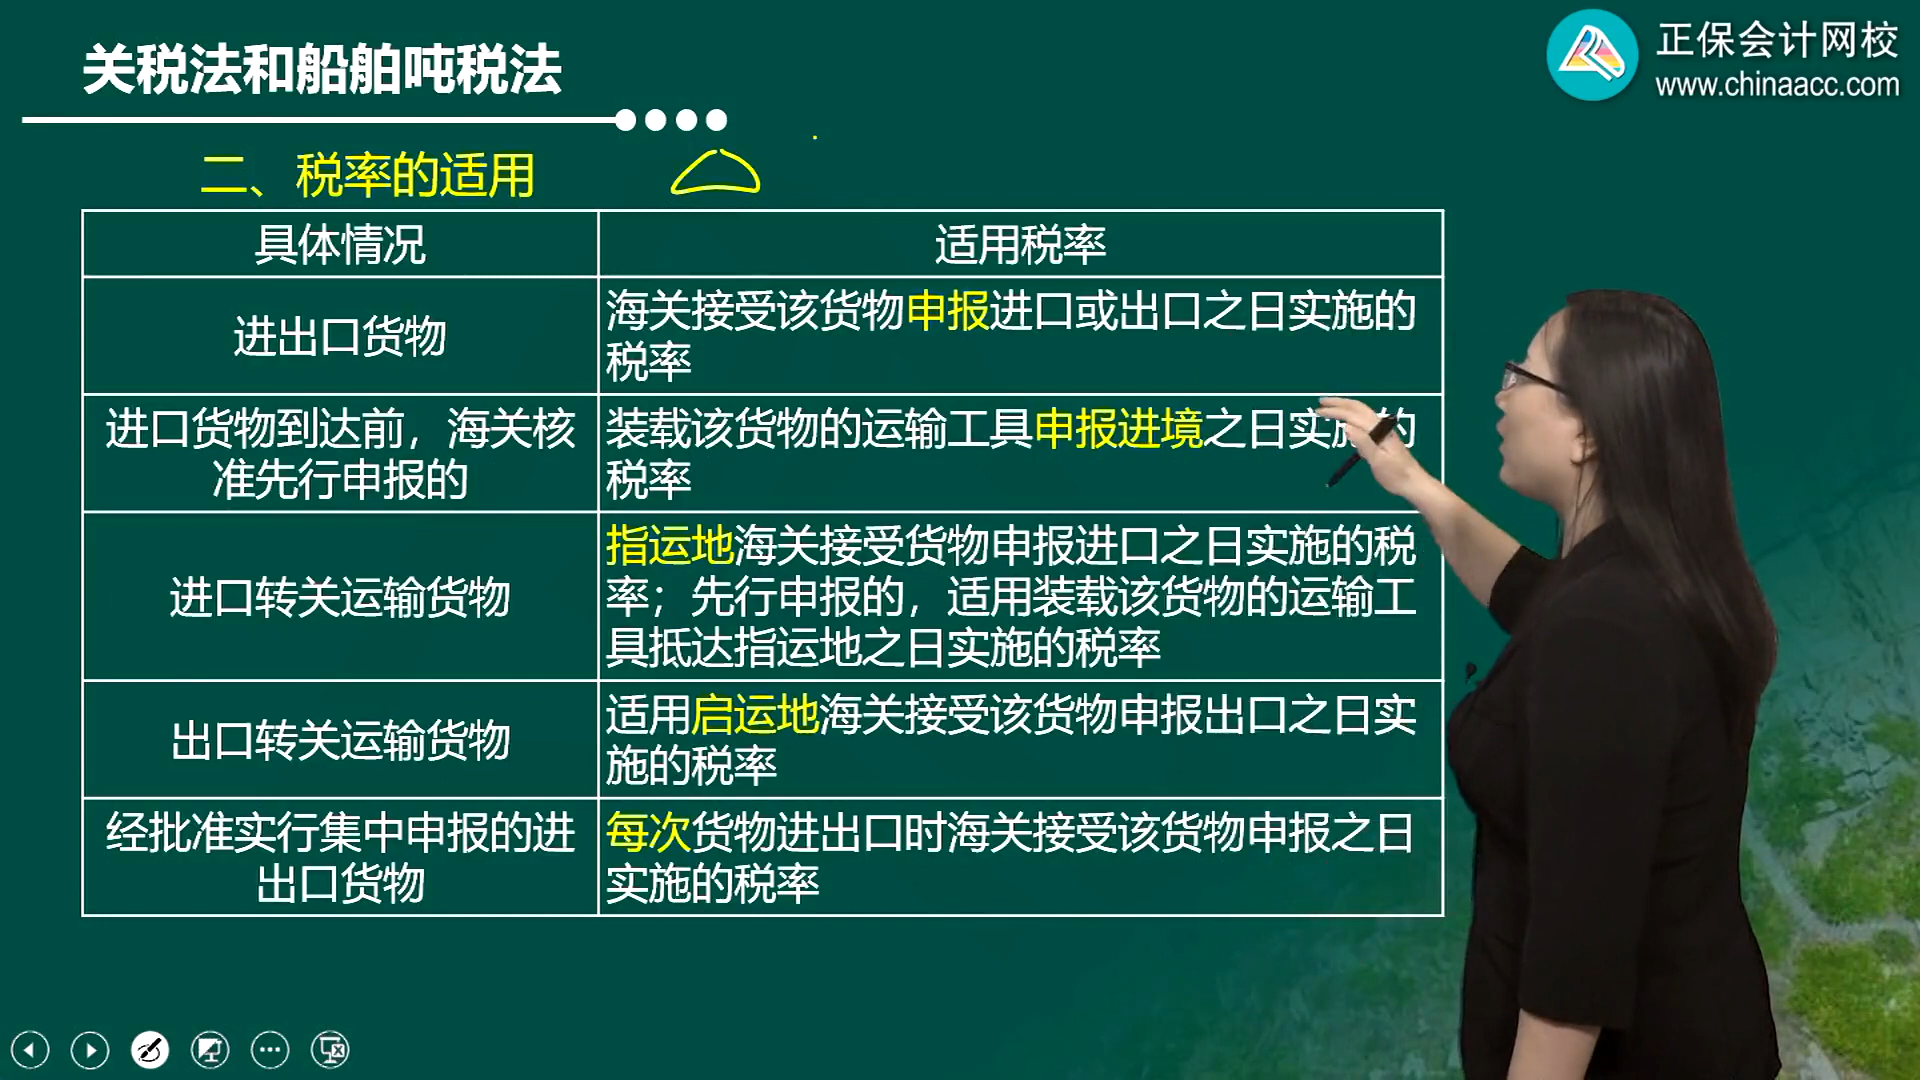 关税法和船舶吨税法
正保会计网校
www.chinaacc.com
二、税率的适用
具体情况
适用税率
进出口货物
海关接受该货物申报进口或出口之日实施的
税率
进口货物到达前，海关核
准先行申报的
装载该货物的运输工具申报进境之日实施的
税率
进口转关运输货物
指运地海关接受货物申报进口之日实施的税
率；先行申报的，适用装载该货物的运输工
具抵达指运地之日实施的税率
出口转关运输货物
适用启运地海关接受该货物申报出口之日实
施的税率
经批准实行集中申报的进
出口货物
每次货物进出口时海关接受该货物申报之日
实施的税率